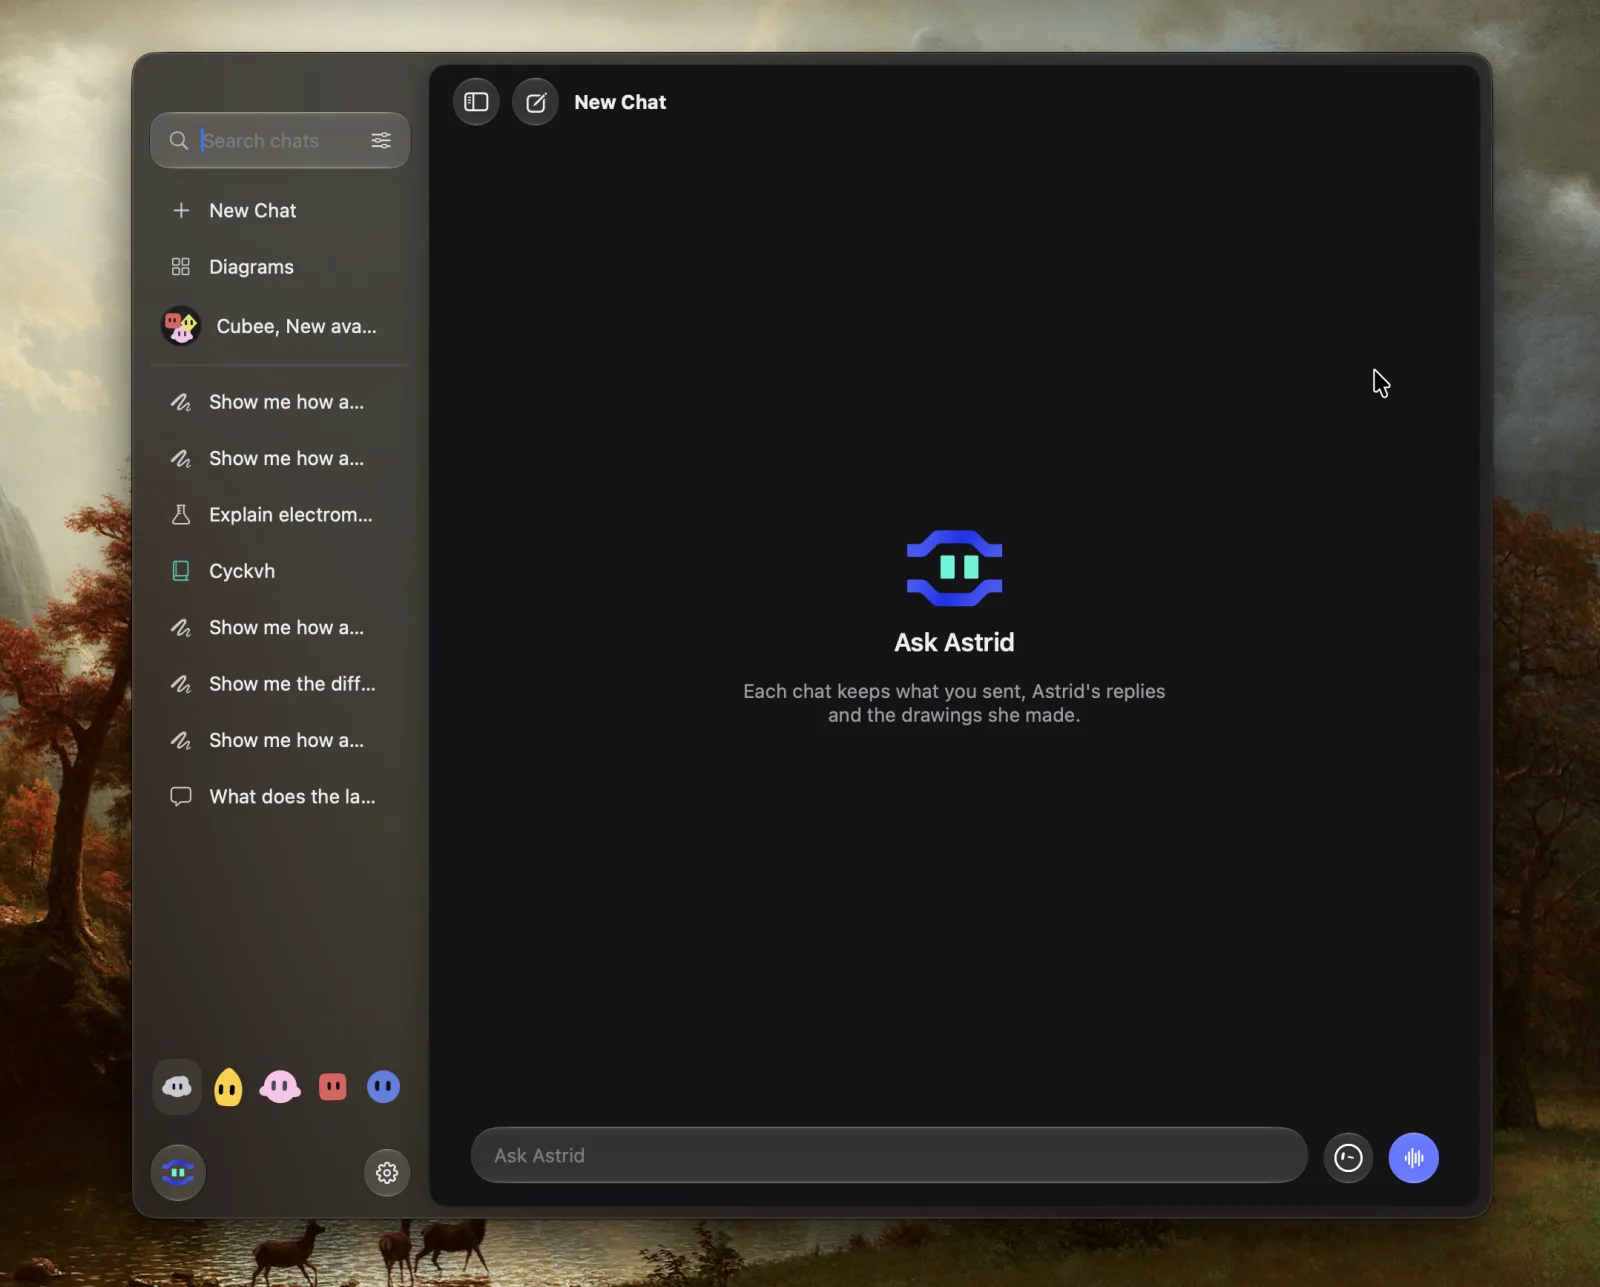 New Chat
Search chats
New Chat
Diagrams
Cubee, New ava...
Show me how a...
Show me how a...
Explain electrom...
Cyckvh
Show me how a...
Show me the diff...
Show me how a...
What does the la...
Ask Astrid
Each chat keeps what you sent, Astrid's replies
and the drawings she made.
Ask Astrid